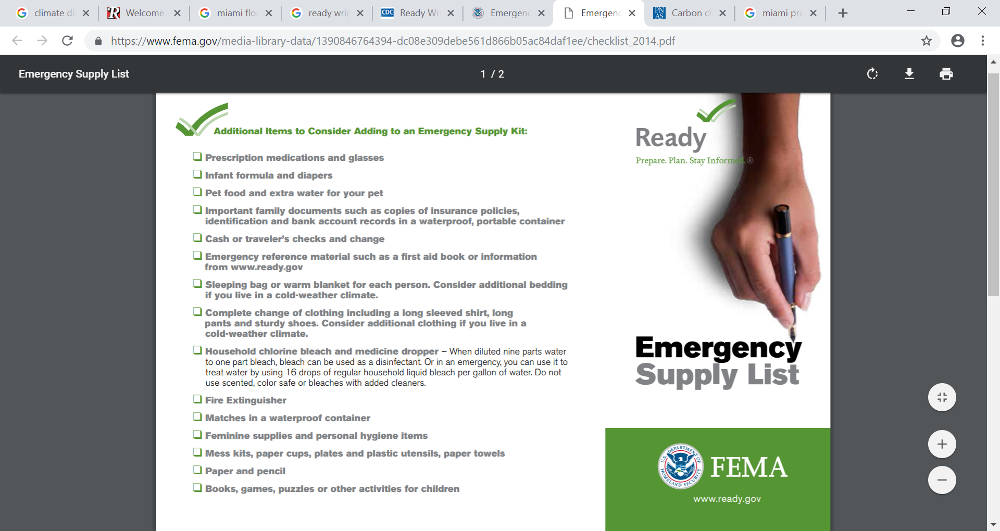 climate di
Welcome
miami flor
ready wrig
Ready Wr
Emergenc
Emergenc
Carbon ch
miami pro
https://www.fema.gov/media-library-data/1390846764394-dc08e309debe561d866b05ac84daf1ee/checklist_2014.pdf
Emergency Supply List
1 / 2
Additional Items to Consider Adding to an Emergency Supply Kit:
Prescription medications and glasses
Infant formula and diapers
Pet food and extra water for your pet
Important family documents such as copies of insurance policies,
identification and bank account records in a waterproof, portable container
Cash or traveler's checks and change
Emergency reference material such as a first aid book or information
from www.ready.gov
Sleeping bag or warm blanket for each person. Consider additional bedding
if you live in a cold-weather climate.
Complete change of clothing including a long sleeved shirt, long
pants and sturdy shoes. Consider additional clothing if you live in a
cold-weather climate.
Household chlorine bleach and medicine dropper – When diluted nine parts water
to one part bleach, bleach can be used as a disinfectant. Or in an emergency, you can use it to
treat water by using 16 drops of regular household liquid bleach per gallon of water. Do not
use scented, color safe or bleaches with added cleaners.
Fire Extinguisher
Matches in a waterproof container
Feminine supplies and personal hygiene items
Mess kits, paper cups, plates and plastic utensils, paper towels
Paper and pencil
Books, games, puzzles or other activities for children
Ready
Prepare. Plan. Stay Informed.®
Emergency
Supply List
U.S. DEPARTMENT OF
HOMELAND SECURITY
FEMA
www.ready.gov